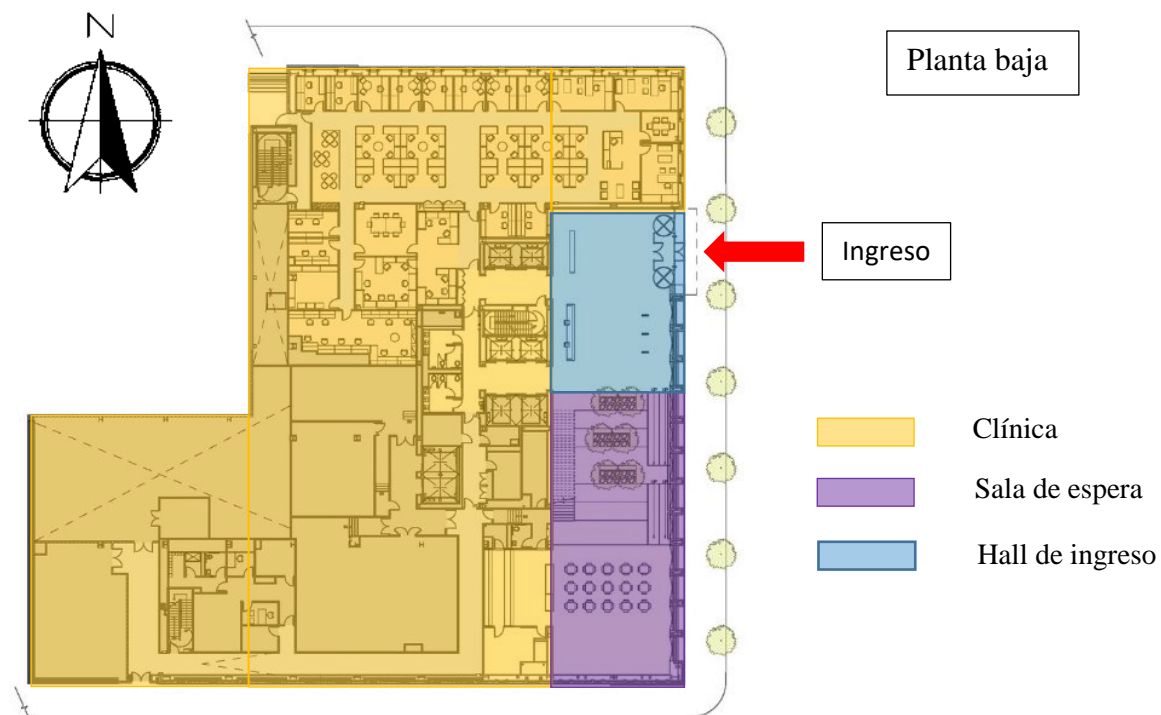 N
Planta baja
Ingreso
Clínica
Sala de espera
Hall de ingreso